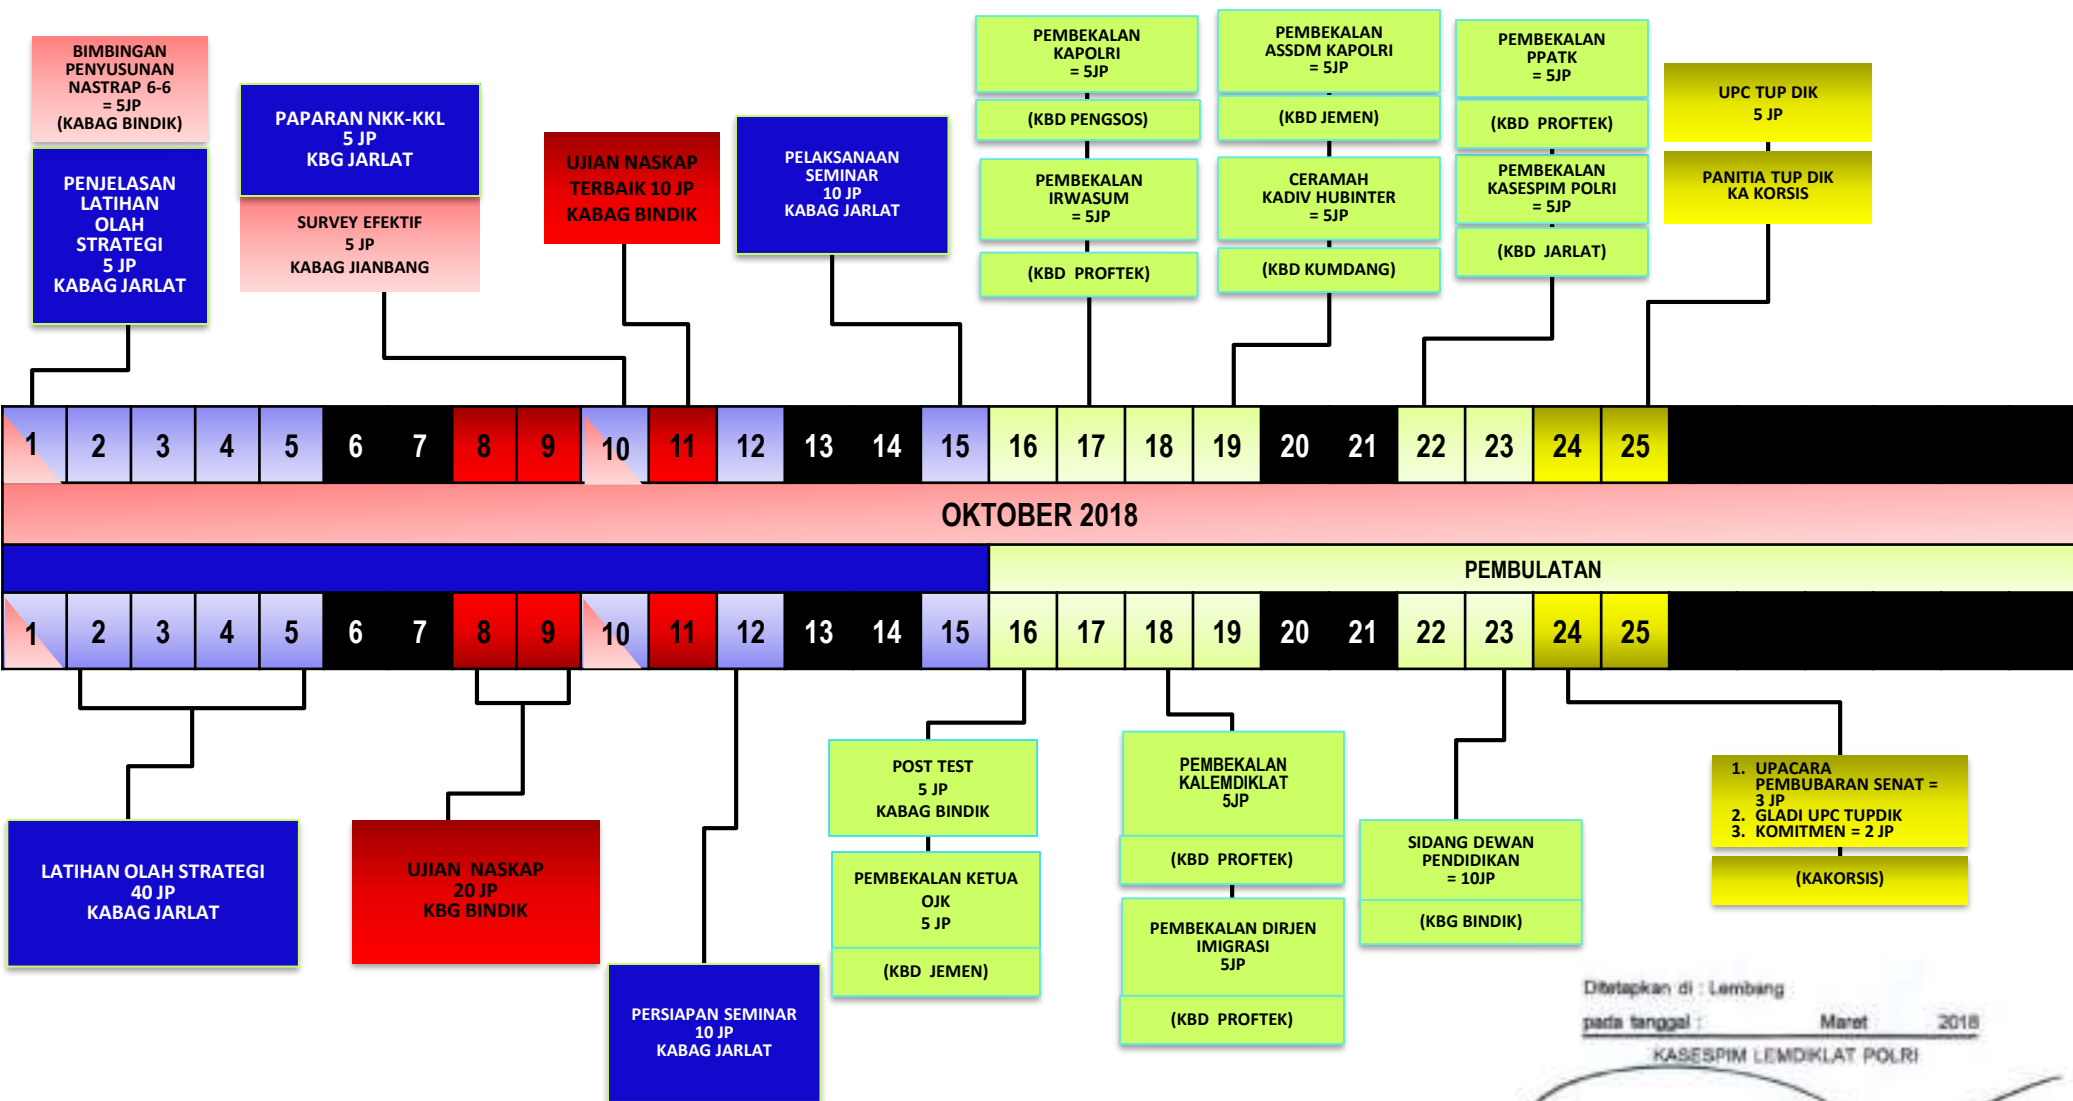 BIMBINGAN
PENYUSUNAN
NASTRAP 6-6
= 5JP
(KABAG BINDIK)
PENJELASAN
LATIHAN
OLAH
STRATEGI
5 JP
KABAG JARLAT
PAPARAN NKK-KKL
5 JP
KBG JARLAT
SURVEY EFEKTIF
5 JP
KABAG JIANBANG
UJIAN NASKAP
TERBAIK 10 JP
KABAG BINDIK
PELAKSANAAN
SEMINAR
10 JP
KABAG JARLAT
PEMBEKALAN
KAPOLRI
= 5JP
(KBD PENGSOS)
PEMBEKALAN
IRWASUM
= 5JP
(KBD PROFTEK)
PEMBEKALAN
ASSDM KAPOLRI
= 5JP
(KBD JEMEN)
CERAMAH
KADIV HUBINTER
= 5JP
(KBD KUMDANG)
PEMBEKALAN
PPATK
= 5JP
(KBD PROFTEK)
PEMBEKALAN
KASESPIM POLRI
= 5JP
(KBD JARLAT)
UPC TUP DIK
5 JP
PANITIA TUP DIK
KA KORSIS
1 2 3 4 5 6 7 8 9 10 11 12 13 14 15 16 17 18 19 20 21 22 23 24 25
OKTOBER 2018
PEMBULATAN
1 2 3 4 5 6 7 8 9 10 11 12 13 14 15 16 17 18 19 20 21 22 23 24 25
LATIHAN OLAH STRATEGI
40 JP
KABAG JARLAT
UJIAN NASKAP
20 JP
KBG BINDIK
PERSIAPAN SEMINAR
10 JP
KABAG JARLAT
POST TEST
5 JP
KABAG BINDIK
PEMBEKALAN KETUA
OJK
5 JP
(KBD JEMEN)
PEMBEKALAN
KALEMDIKLAT
5JP
(KBD PROFTEK)
PEMBEKALAN DIRJEN
IMIGRASI
5JP
(KBD PROFTEK)
SIDANG DEWAN
PENDIDIKAN
= 10JP
(KBG BINDIK)
1. UPACARA
PEMBUBARAN SENAT =
3 JP
2. GLADI UPC TUPDIK
3. KOMITMEN = 2 JP
(KAKORSIS)
Ditetapkan di : Lembang
pada tanggal : Maret 2018
KASESPIM LEMDIKLAT POLRI